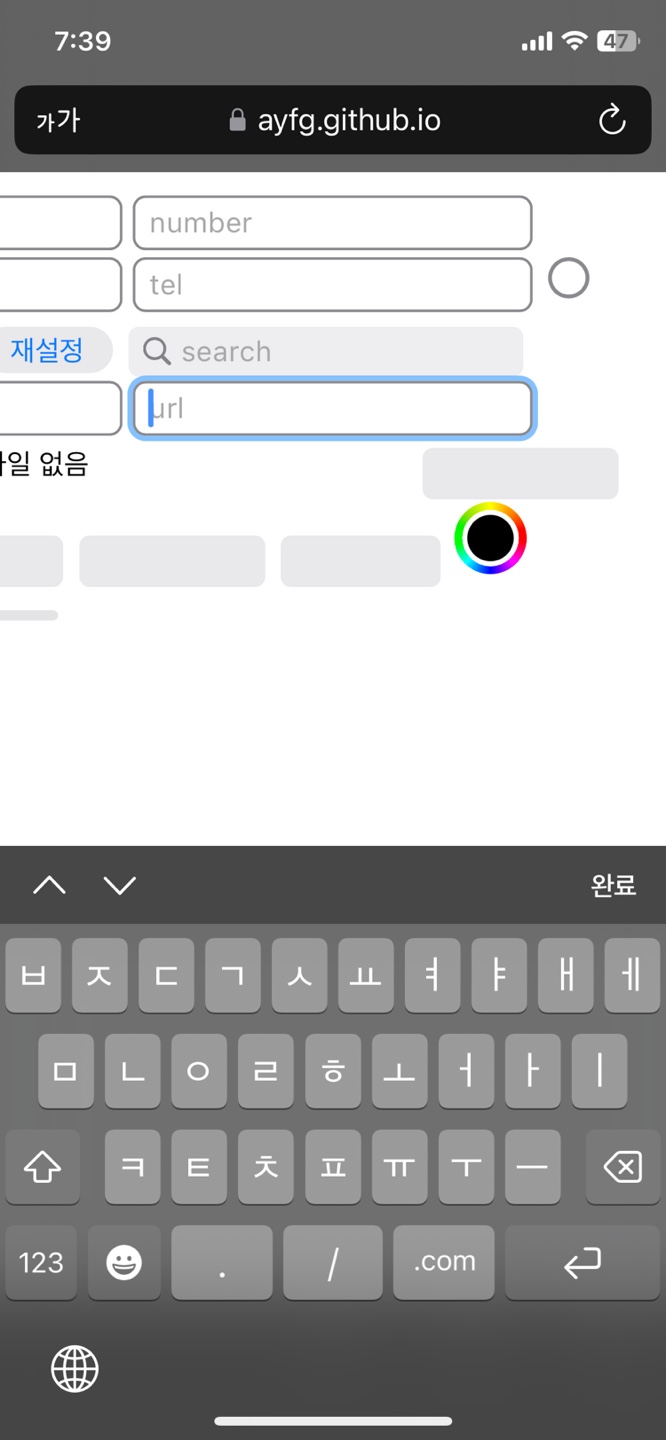 7:39 47
가가 ayfg.github.io
number
tel
재설정 search
url
일 없음
완료
ㅂ ㅈ ㄷ ㄱ ㅅ ㅛ ㅕ ㅑ ㅐ ㅔ
ㅁ ㄴ ㅇ ㄹ ㅎ ㅗ ㅓ ㅏ ㅣ
ㅋ ㅌ ㅊ ㅍ ㅠ ㅜ ㅡ
123 . / .com